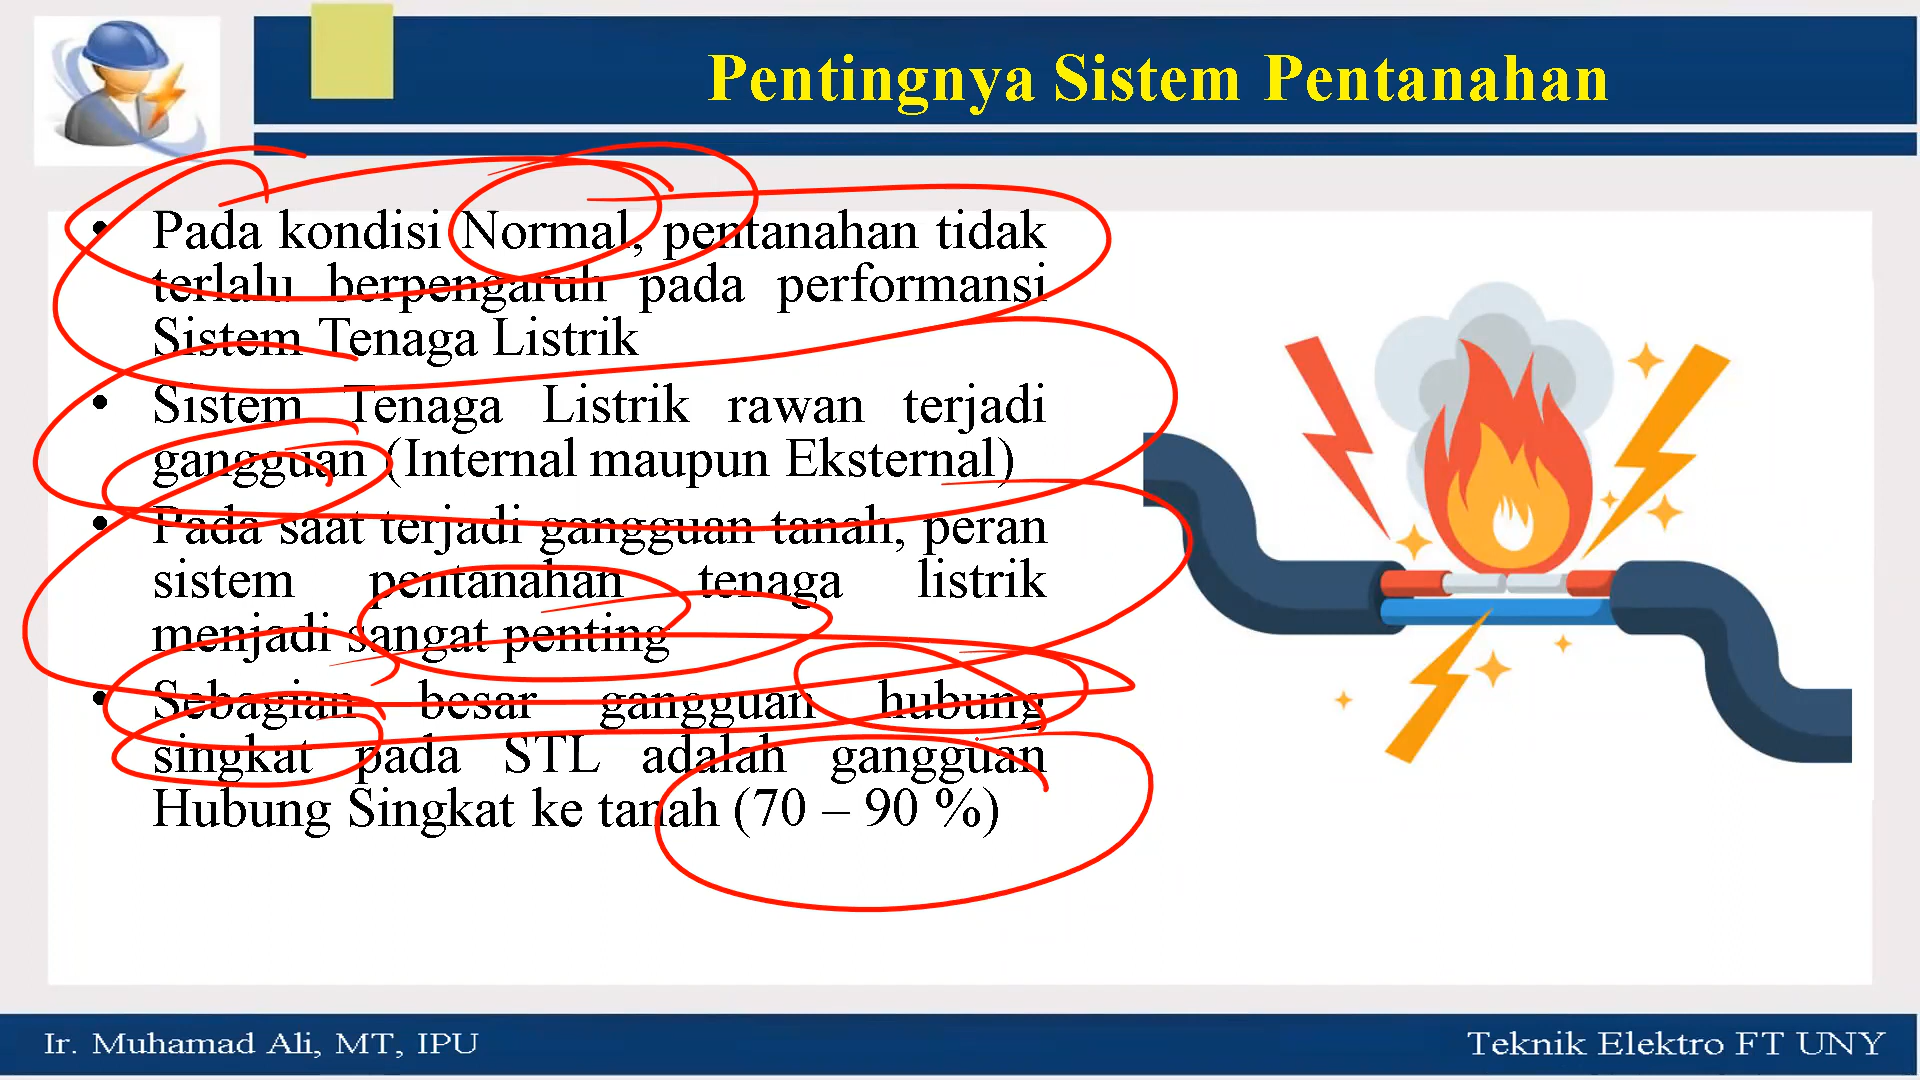 Pentingnya Sistem Pentanahan
• Pada kondisi Normal, pentanahan tidak
terlalu berpengaruh pada performansi
Sistem Tenaga Listrik
• Sistem Tenaga Listrik rawan terjadi
gangguan (Internal maupun Eksternal)
• Pada saat terjadi gangguan tanah, peran
sistem pentanahan tenaga listrik
menjadi sangat penting
• Sebagian besar gangguan hubung
singkat pada STL adalah gangguan
Hubung Singkat ke tanah (70 – 90 %)
Ir. Muhamad Ali, MT, IPU
Teknik Elektro FT UNY